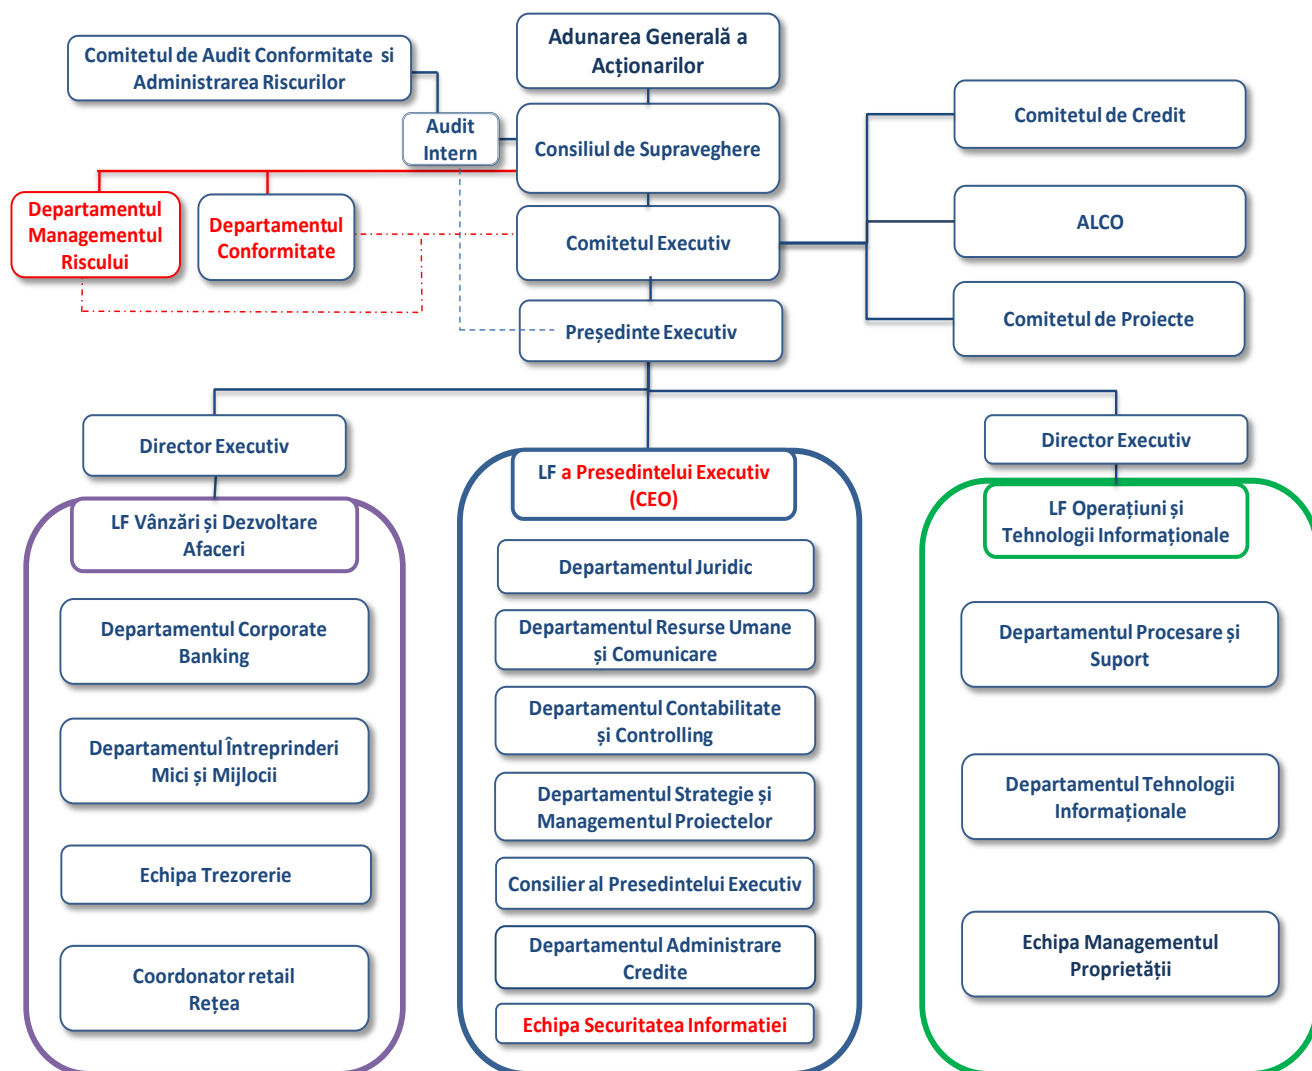 Adunarea Generală a
Acționarilor
Comitetul de Audit Conformitate si
Administrarea Riscurilor
Audit
Intern
Consiliul de Supraveghere
Comitetul de Credit
Departamentul
Managementul
Riscului
Departamentul
Conformitate
Comitetul Executiv
ALCO
Președinte Executiv
Comitetul de Proiecte
Director Executiv
Director Executiv
LF a Presedintelui Executiv
(CEO)
LF Vânzări și Dezvoltare
Afaceri
Departamentul Corporate
Banking
Departamentul Întreprinderi
Mici și Mijlocii
Echipa Trezorerie
Coordonator retail
Rețea
Departamentul Juridic
Departamentul Resurse Umane
și Comunicare
Departamentul Contabilitate
și Controlling
Departamentul Strategie și
Managementul Proiectelor
Consilier al Presedintelui Executiv
Departamentul Administrare
Credite
Echipa Securitatea Informatiei
LF Operațiuni și
Tehnologii Informaționale
Departamentul Procesare și
Suport
Departamentul Tehnologii
Informaționale
Echipa Managementul
Proprietății